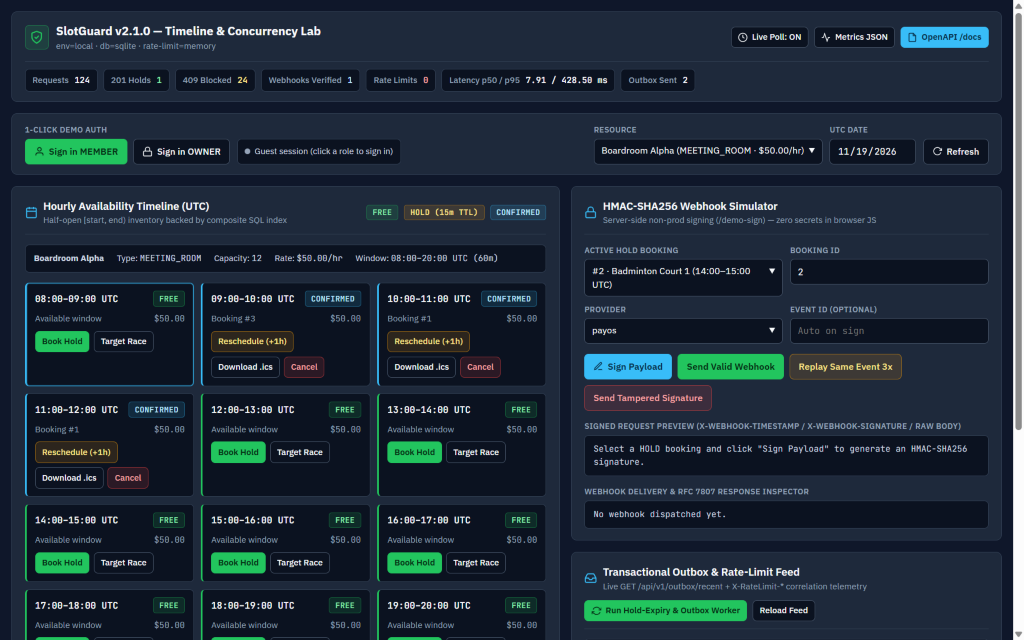 SlotGuard v2.1.0 — Timeline & Concurrency Lab
env=local · db=sqlite · rate-limit=memory
Live Poll: ON
Metrics JSON
OpenAPI /docs
Requests 124
201 Holds 1
409 Blocked 24
Webhooks Verified 1
Rate Limits 0
Latency p50 / p95 7.91 / 428.50 ms
Outbox Sent 2
1-CLICK DEMO AUTH
Sign in MEMBER
Sign in OWNER
Guest session (click a role to sign in)
RESOURCE
Boardroom Alpha (MEETING_ROOM · $50.00/hr)
UTC DATE
11/19/2026
Refresh
Hourly Availability Timeline (UTC)
Half-open [start, end) inventory backed by composite SQL index
FREE
HOLD (15m TTL)
CONFIRMED
Boardroom Alpha Type: MEETING_ROOM Capacity: 12 Rate: $50.00/hr Window: 08:00–20:00 UTC (60m)
08:00–09:00 UTC FREE
Available window $50.00
Book Hold Target Race
09:00–10:00 UTC CONFIRMED
Booking #3 $50.00
Reschedule (+1h)
Download .ics Cancel
10:00–11:00 UTC CONFIRMED
Booking #1 $50.00
Reschedule (+1h)
Download .ics Cancel
11:00–12:00 UTC CONFIRMED
Booking #1 $50.00
Reschedule (+1h)
Download .ics Cancel
12:00–13:00 UTC FREE
Available window $50.00
Book Hold Target Race
13:00–14:00 UTC FREE
Available window $50.00
Book Hold Target Race
14:00–15:00 UTC FREE
Available window $50.00
Book Hold Target Race
15:00–16:00 UTC FREE
Available window $50.00
Book Hold Target Race
16:00–17:00 UTC FREE
Available window $50.00
Book Hold Target Race
17:00–18:00 UTC FREE
Available window $50.00
18:00–19:00 UTC FREE
Available window $50.00
19:00–20:00 UTC FREE
Available window $50.00
HMAC-SHA256 Webhook Simulator
Server-side non-prod signing (/demo-sign) — zero secrets in browser JS
ACTIVE HOLD BOOKING
#2 · Badminton Court 1 (14:00–15:00
UTC)
BOOKING ID
2
PROVIDER
payos
EVENT ID (OPTIONAL)
Auto on sign
Sign Payload
Send Valid Webhook
Replay Same Event 3x
Send Tampered Signature
SIGNED REQUEST PREVIEW (X-WEBHOOK-TIMESTAMP / X-WEBHOOK-SIGNATURE / RAW BODY)
Select a HOLD booking and click "Sign Payload" to generate an HMAC-SHA256
signature.
WEBHOOK DELIVERY & RFC 7807 RESPONSE INSPECTOR
No webhook dispatched yet.
Transactional Outbox & Rate-Limit Feed
Live GET /api/v1/outbox/recent + X-RateLimit-* correlation telemetry
Run Hold-Expiry & Outbox Worker
Reload Feed